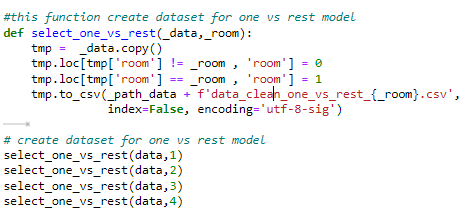 #this function create dataset for one vs rest model
def select_one_vs_rest(_data,_room):
    tmp =  _data.copy()
    tmp.loc[tmp['room'] != _room , 'room'] = 0
    tmp.loc[tmp['room'] == _room , 'room'] = 1
    tmp.to_csv(_path_data + f'data_clean_one_vs_rest_{_room}.csv',
               index=False, encoding='utf-8-sig')
# create dataset for one vs rest model
select_one_vs_rest(data,1)
select_one_vs_rest(data,2)
select_one_vs_rest(data,3)
select_one_vs_rest(data,4)